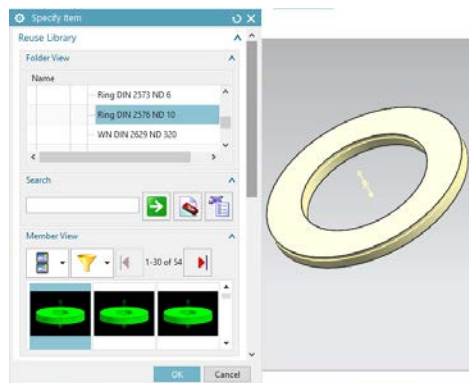 Specify Item
Reuse Library
Folder View
Name
Ring DIN 2573 ND 6
Ring DIN 2576 ND 10
WN DIN 2629 ND 320
Search
Member View
1-30 of 54
OK Cancel